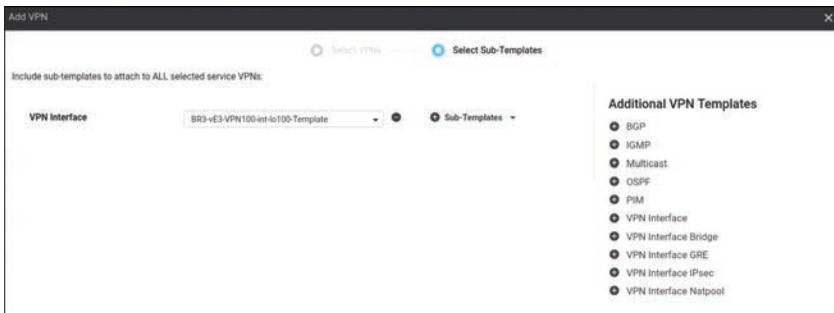 Add VPN
Select VPNs
Select Sub-Templates
Include sub-templates to attach to ALL selected service VPNs:
VPN Interface
BR3-vE3-VPN100-int-lo100-Template
Sub-Templates
Additional VPN Templates
BGP
IGMP
Multicast
OSPF
PIM
VPN Interface
VPN Interface Bridge
VPN Interface GRE
VPN Interface IPsec
VPN Interface Natpool